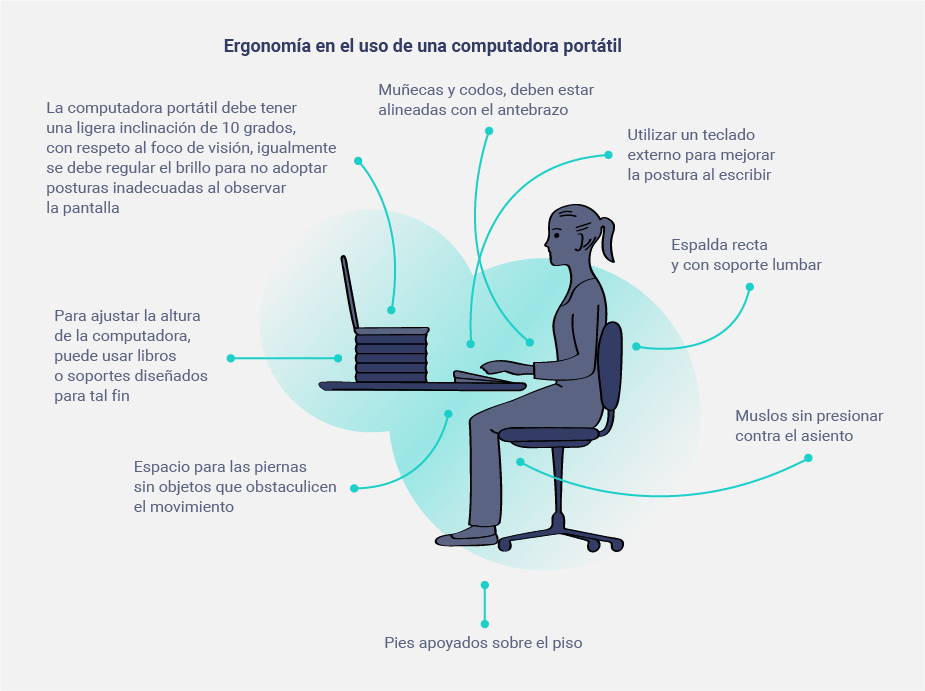 Ergonomía en el uso de una computadora portátil
La computadora portátil debe tener
una ligera inclinación de 10 grados,
con respeto al foco de visión, igualmente
se debe regular el brillo para no adoptar
posturas inadecuadas al observar
la pantalla
Muñecas y codos, deben estar
alineadas con el antebrazo
Utilizar un teclado
externo para mejorar
la postura al escribir
Espalda recta
y con soporte lumbar
Para ajustar la altura
de la computadora,
puede usar libros
o soportes diseñados
para tal fin
Muslos sin presionar
contra el asiento
Espacio para las piernas
sin objetos que obstaculicen
el movimiento
Pies apoyados sobre el piso